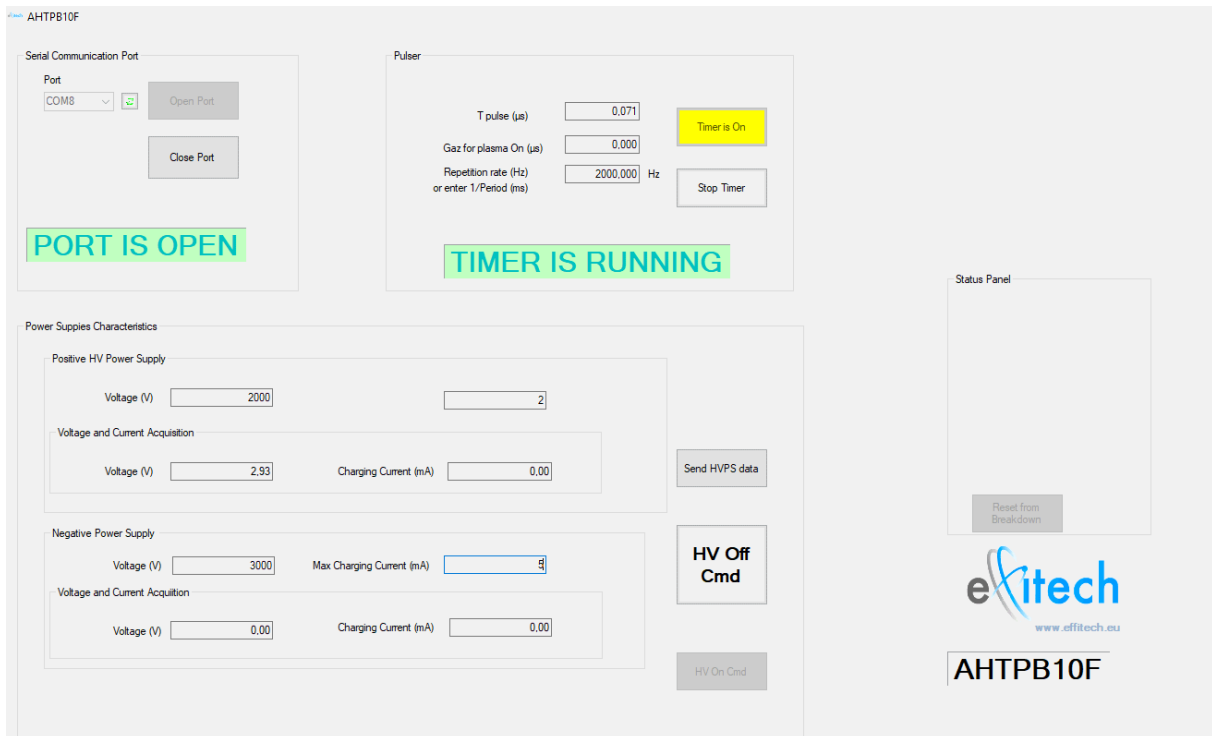 AHTPB10F
Serial Communication Port
Port
COM8
Open Port
Close Port
PORT IS OPEN
Pulser
T pulse (µs)
0,071
Timer is On
Gaz for plasma On (µs)
0,000
Repetition rate (Hz)
or enter 1/Period (ms)
2000,000 Hz
Stop Timer
TIMER IS RUNNING
Status Panel
Reset from
Breakdown
effitech
www.effitech.eu
AHTPB10F
Power Suppies Characteristics
Positive HV Power Supply
Voltage (V) 2000
2
Voltage and Current Acquisition
Voltage (V) 2,93 Charging Current (mA) 0,00
Send HVPS data
Negative Power Supply
Voltage (V) 3000 Max Charging Current (mA) 5
HV Off
Cmd
Voltage and Current Acquiition
Voltage (V) 0,00 Charging Current (mA) 0,00
HV On Cmd